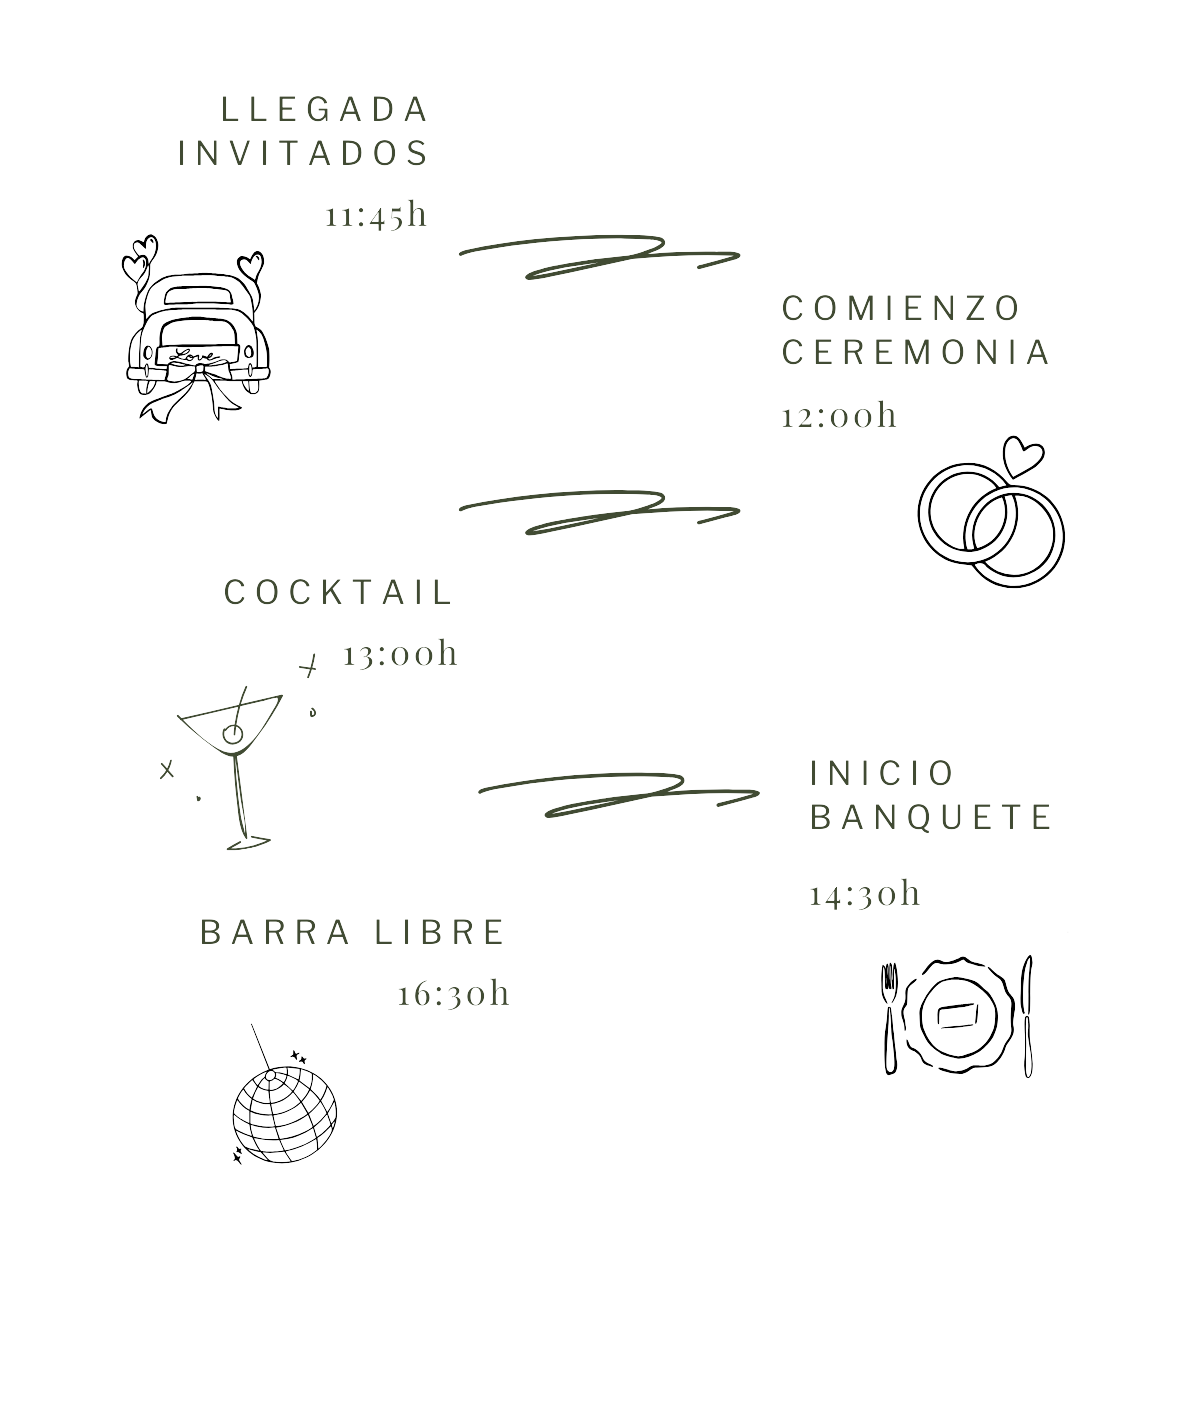 LLEGADA
INVITADOS
11:45h
Love
COMIENZO
CEREMONIA
12:00h
COCKTAIL
13:00h
INICIO
BANQUETE
14:30h
BARRA LIBRE
16:30h